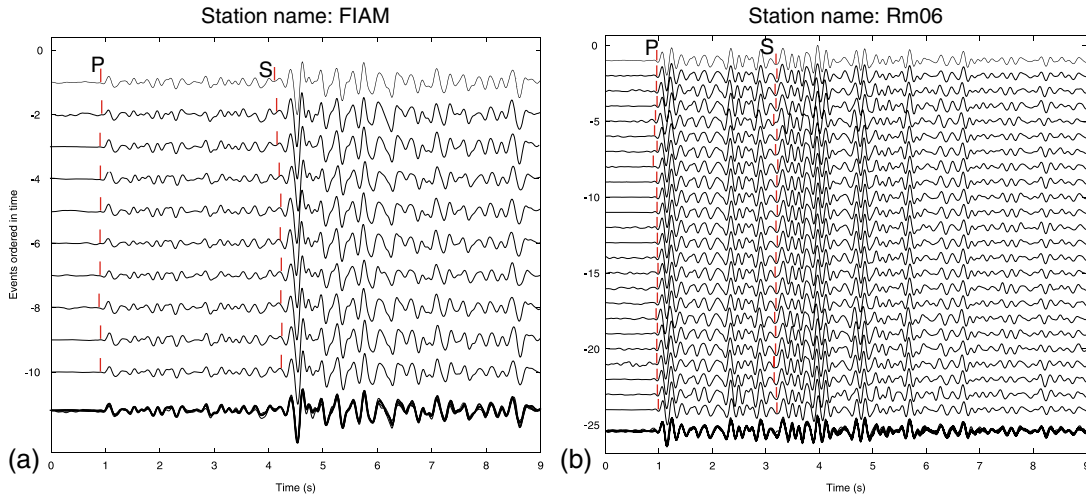 Station name: FIAM
Station name: Rm06
P
S
0
-2
-4
-6
-8
-10
Events ordered in time
(a)
0 1 2 3 4 5 6 7 8 9
Time (s)
P
S
0
-5
-10
-15
-20
-25
(b)
0 1 2 3 4 5 6 7 8 9
Time (s)